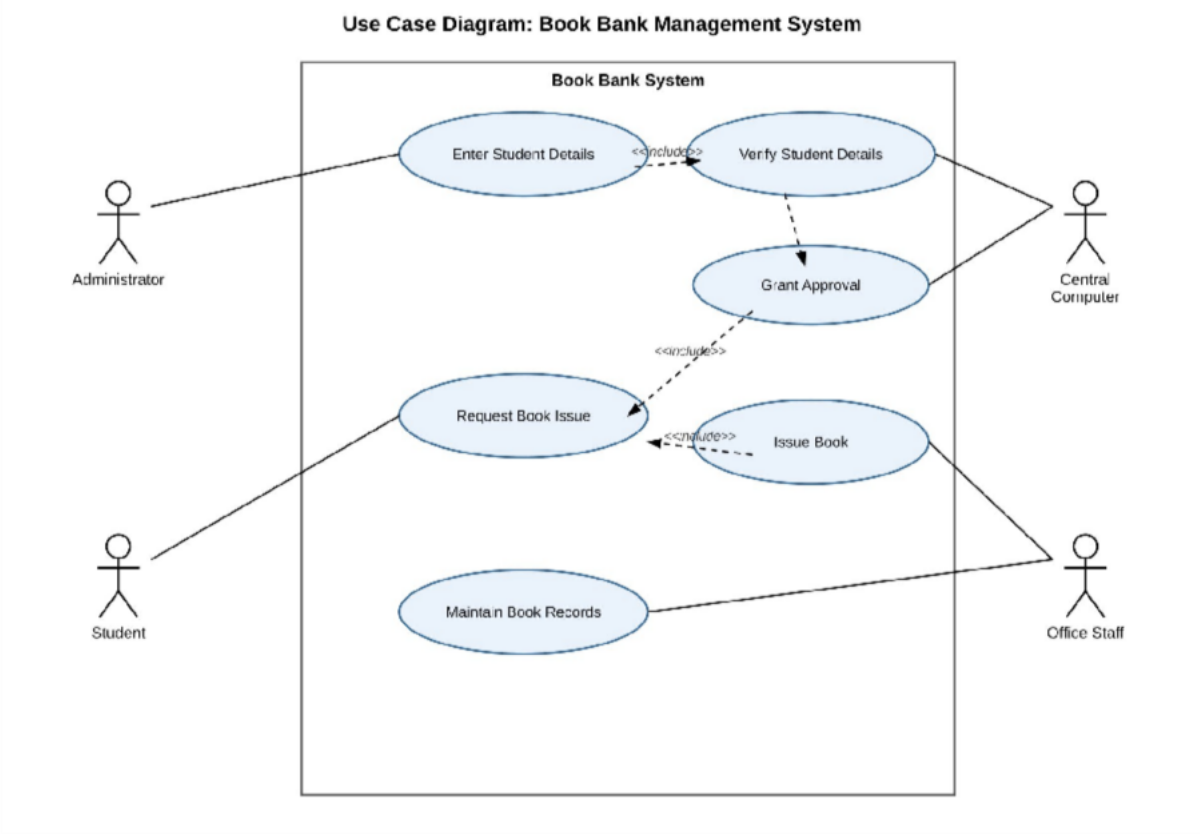 Use Case Diagram: Book Bank Management System
Book Bank System
Enter Student Details
<<include>>
Verify Student Details
Administrator
Grant Approval
Central
Computer
<<include>>
Request Book Issue
<<include>>
Issue Book
Maintain Book Records
Student
Office Staff